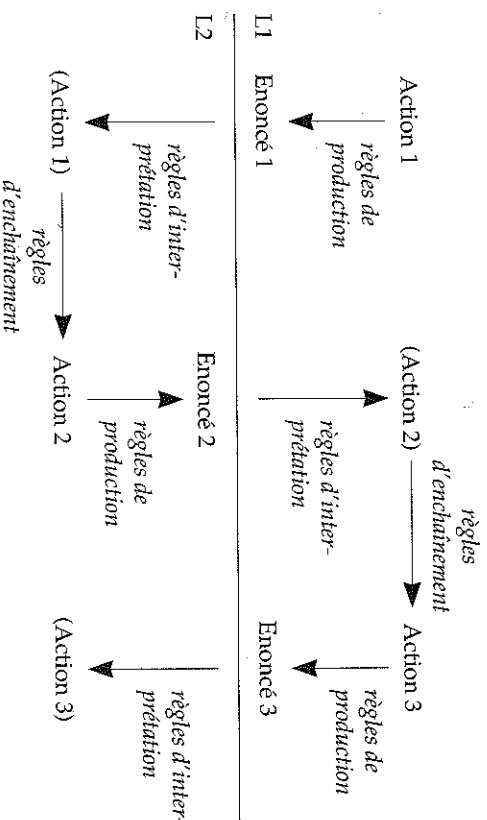 règles
d'enchaînement
Action 1
(Action 2)
Action 3
règles de
production
règles d'inter-
prétation
règles de
production
L1
Enoncé 1
Enoncé 3
L2
Enoncé 2
règles d'inter-
prétation
règles de
production
règles d'inter-
prétation
(Action 1)
Action 2
(Action 3)
règles
d'enchaînement